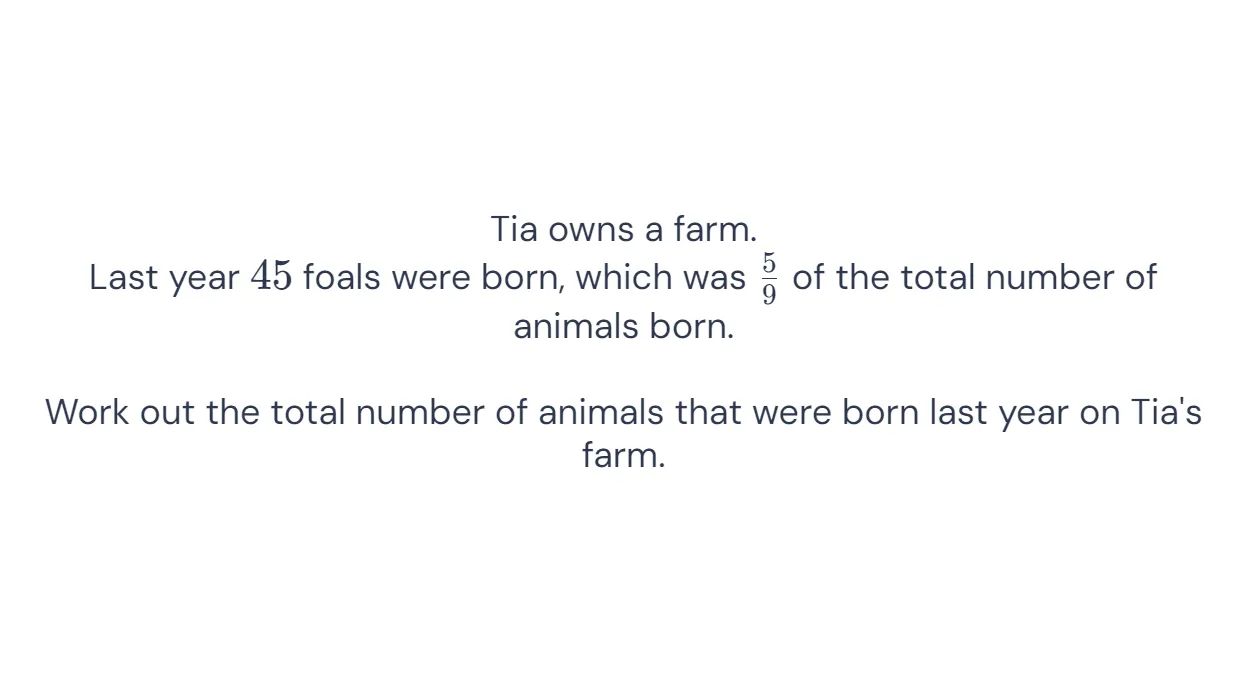 Tia owns a farm.
Last year 45 foals were born, which was 5/9 of the total number of
animals born.
Work out the total number of animals that were born last year on Tia's
farm.